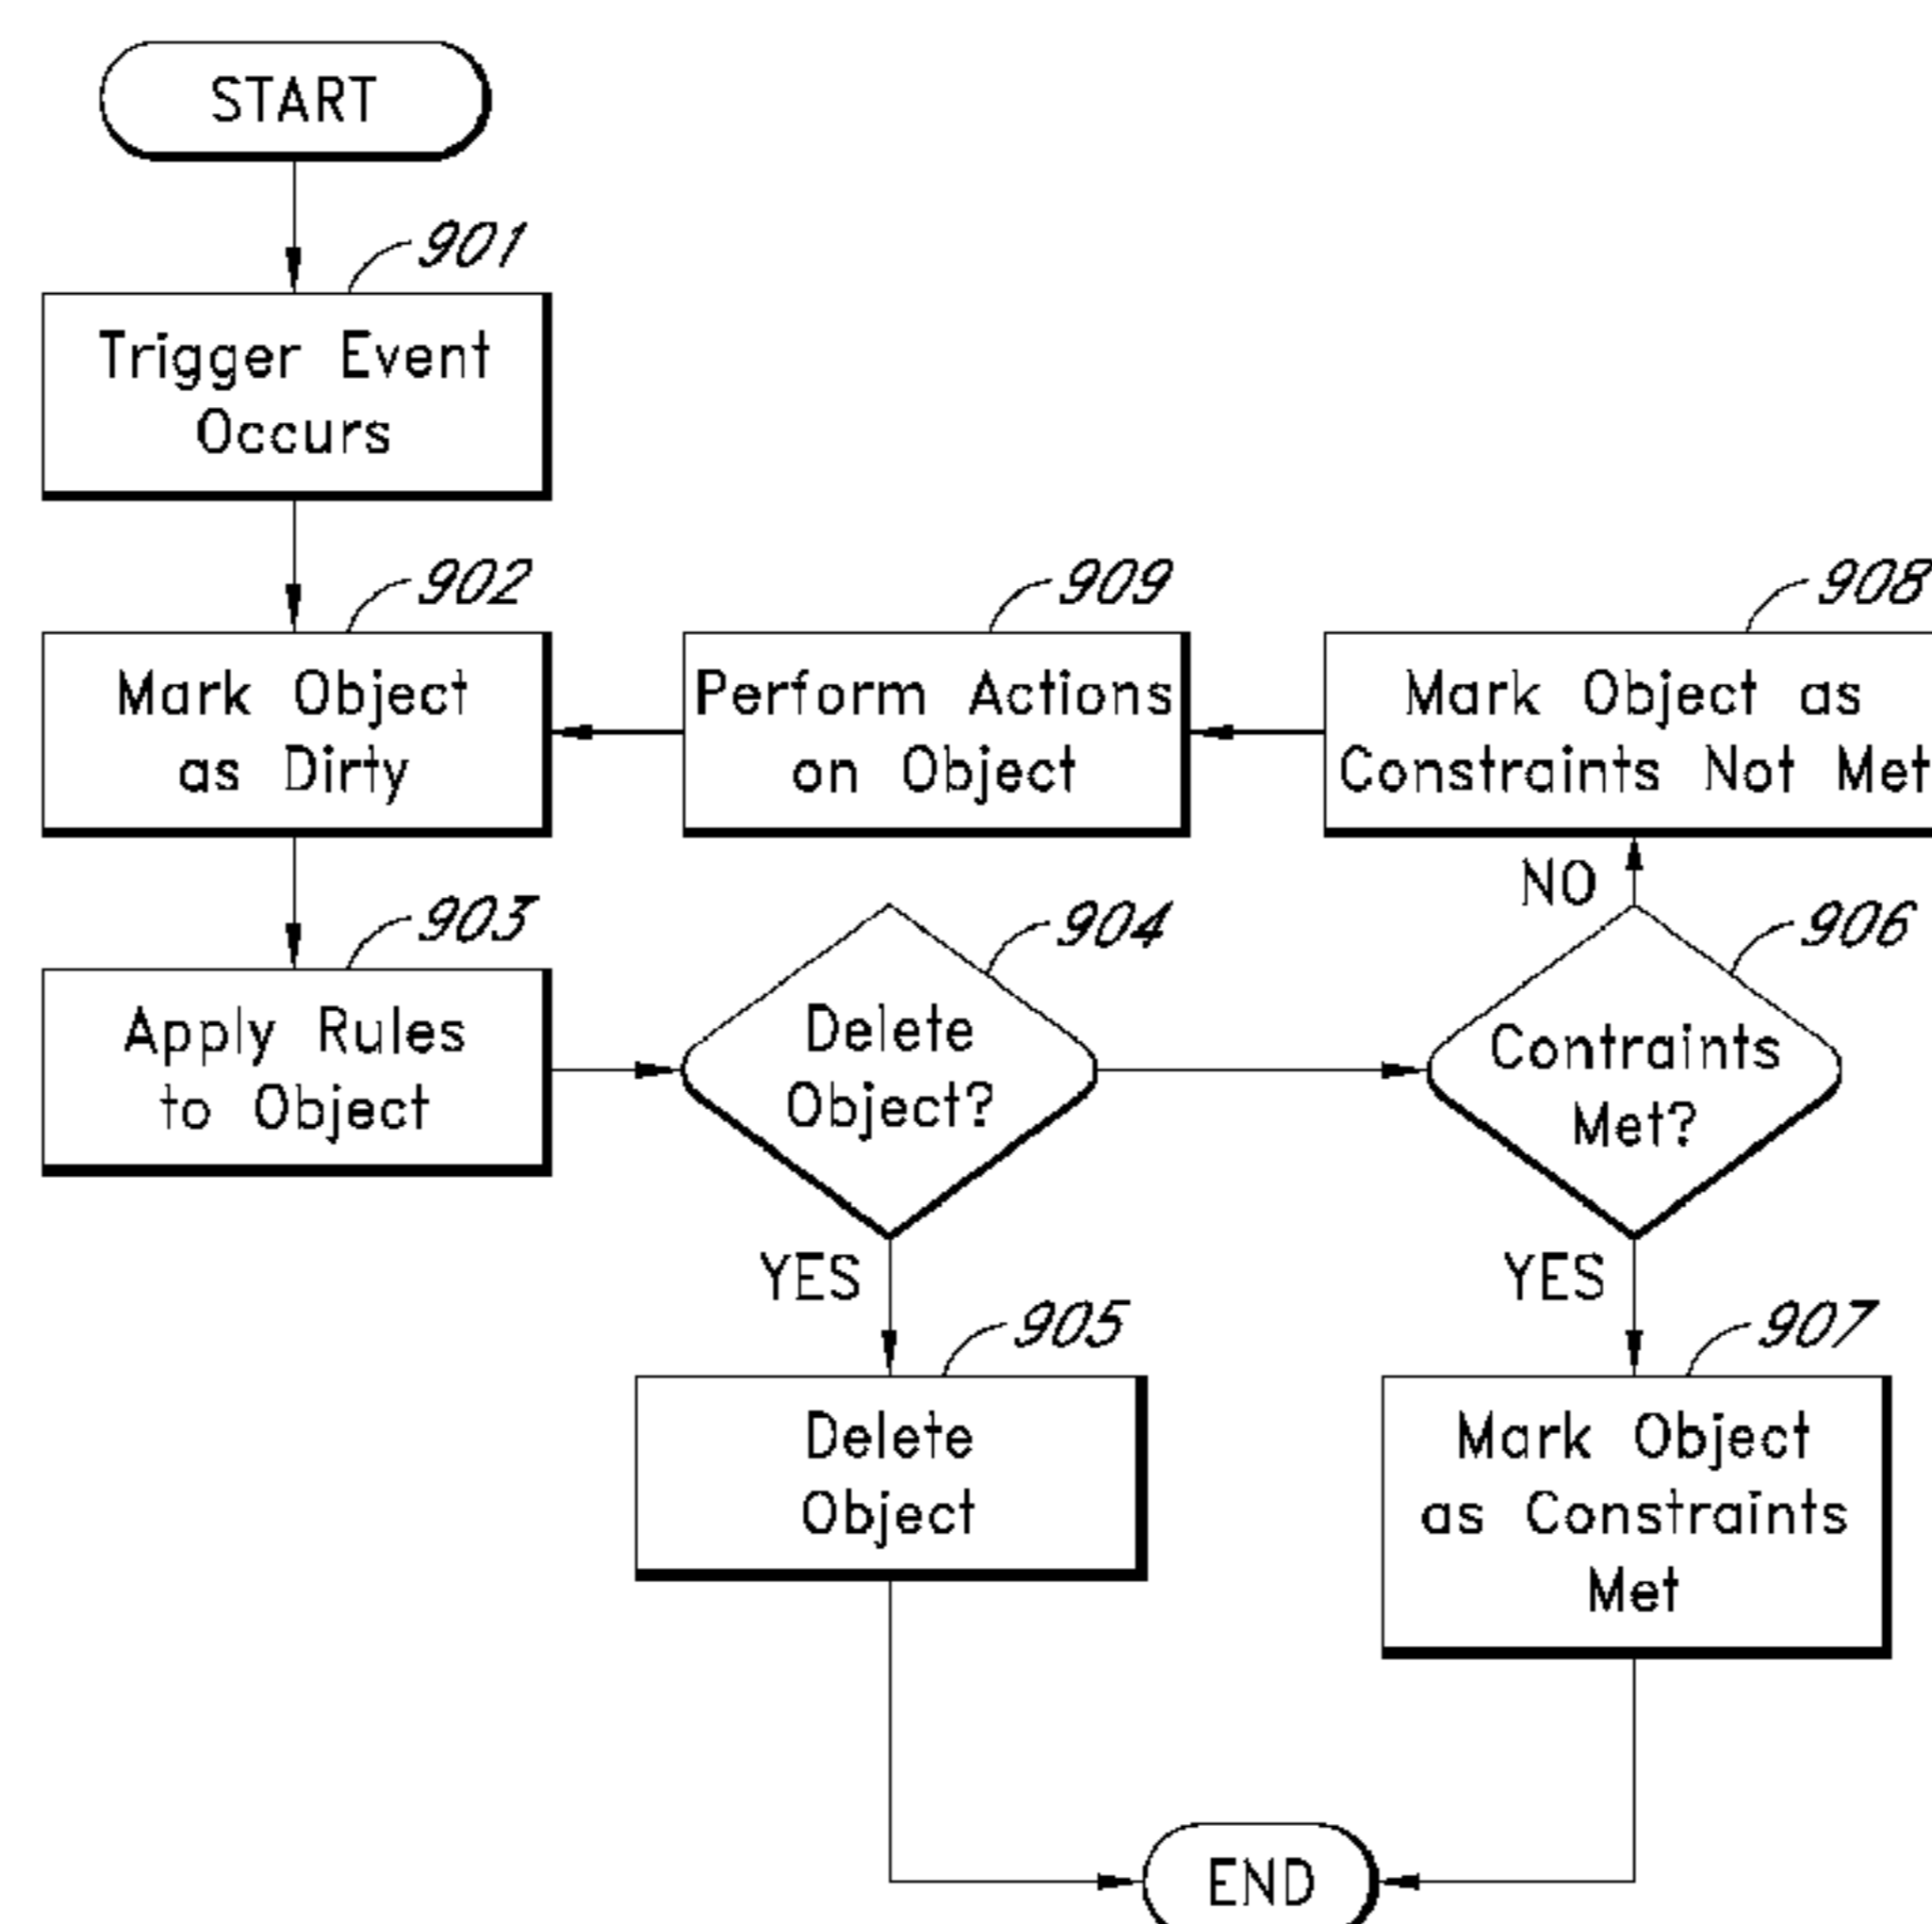 START
901
Trigger Event
Occurs
902
Mark Object
as Dirty
909
Perform Actions
on Object
908
Mark Object as
Constraints Not Met
NO
903
Apply Rules
to Object
904
Delete
Object?
906
Contraints
Met?
YES
905
Delete
Object
YES
907
Mark Object
as Constraints
Met
END